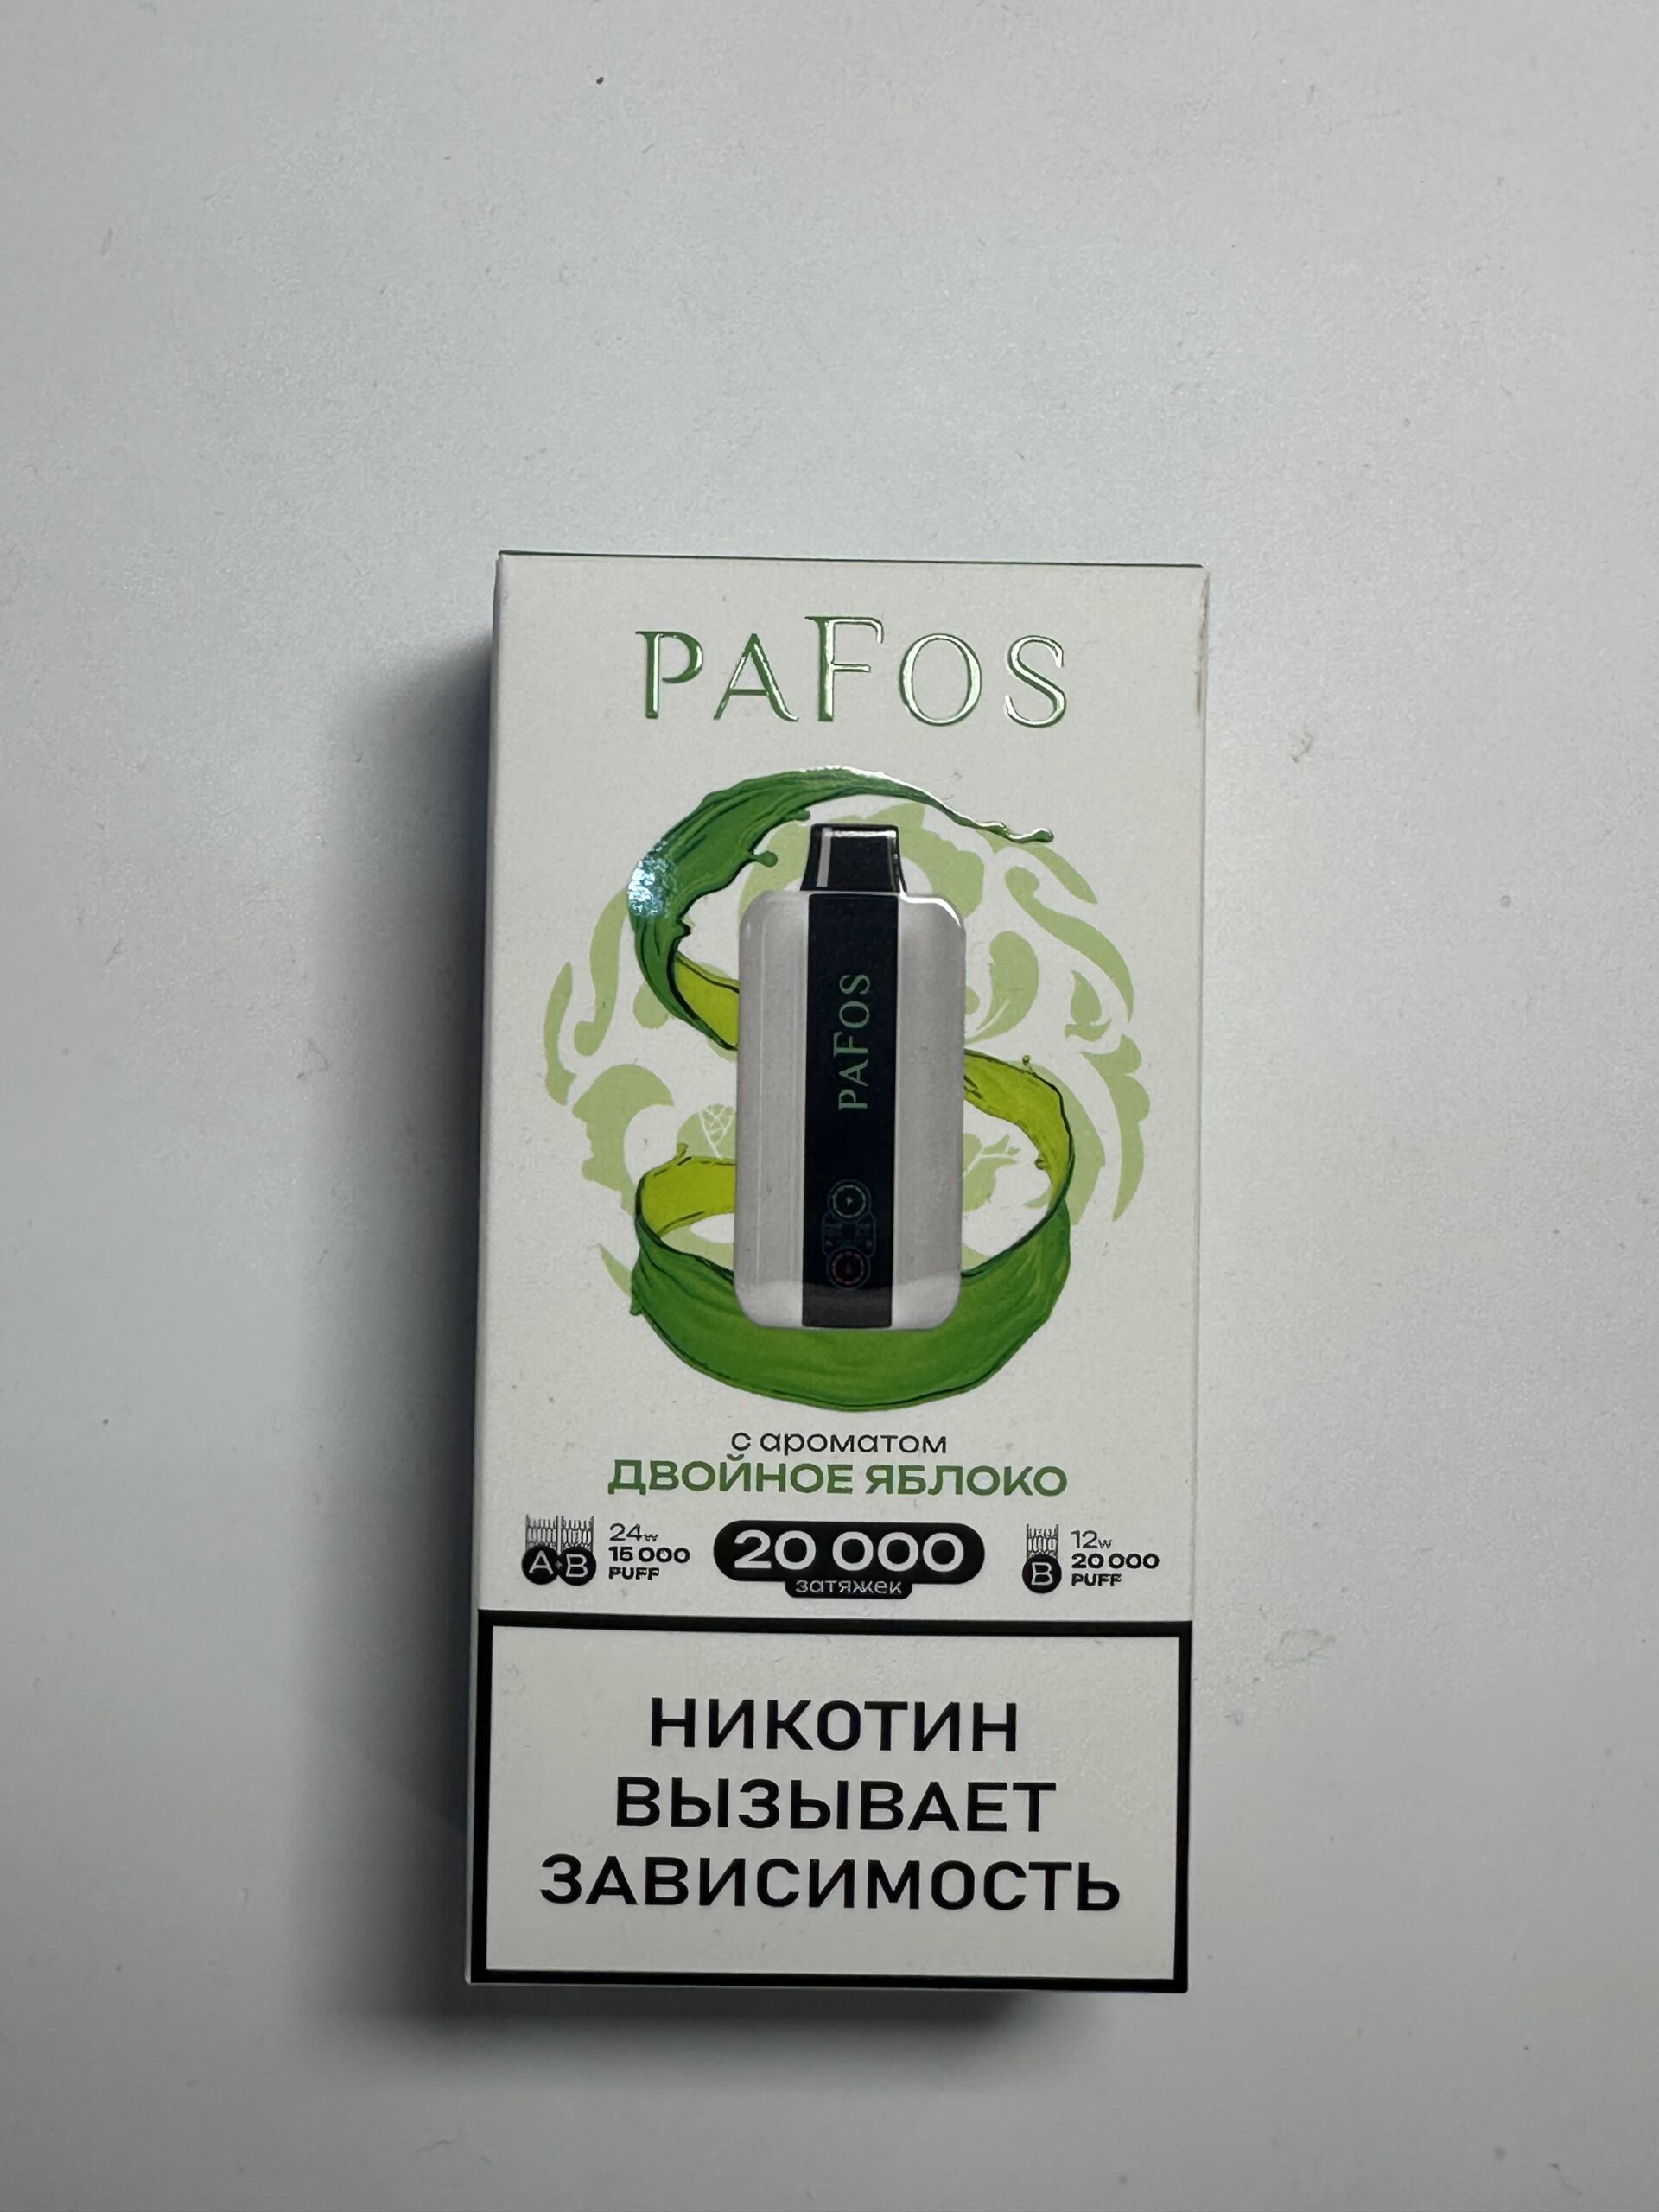 PAFOS
PAFOS
с ароматом
ДВОЙНОЕ ЯБЛОКО
A+B 24w
15 000
PUFF
20 000
затяжек
B 12w
20 000
PUFF
НИКОТИН
ВЫЗЫВАЕТ
ЗАВИСИМОСТЬ